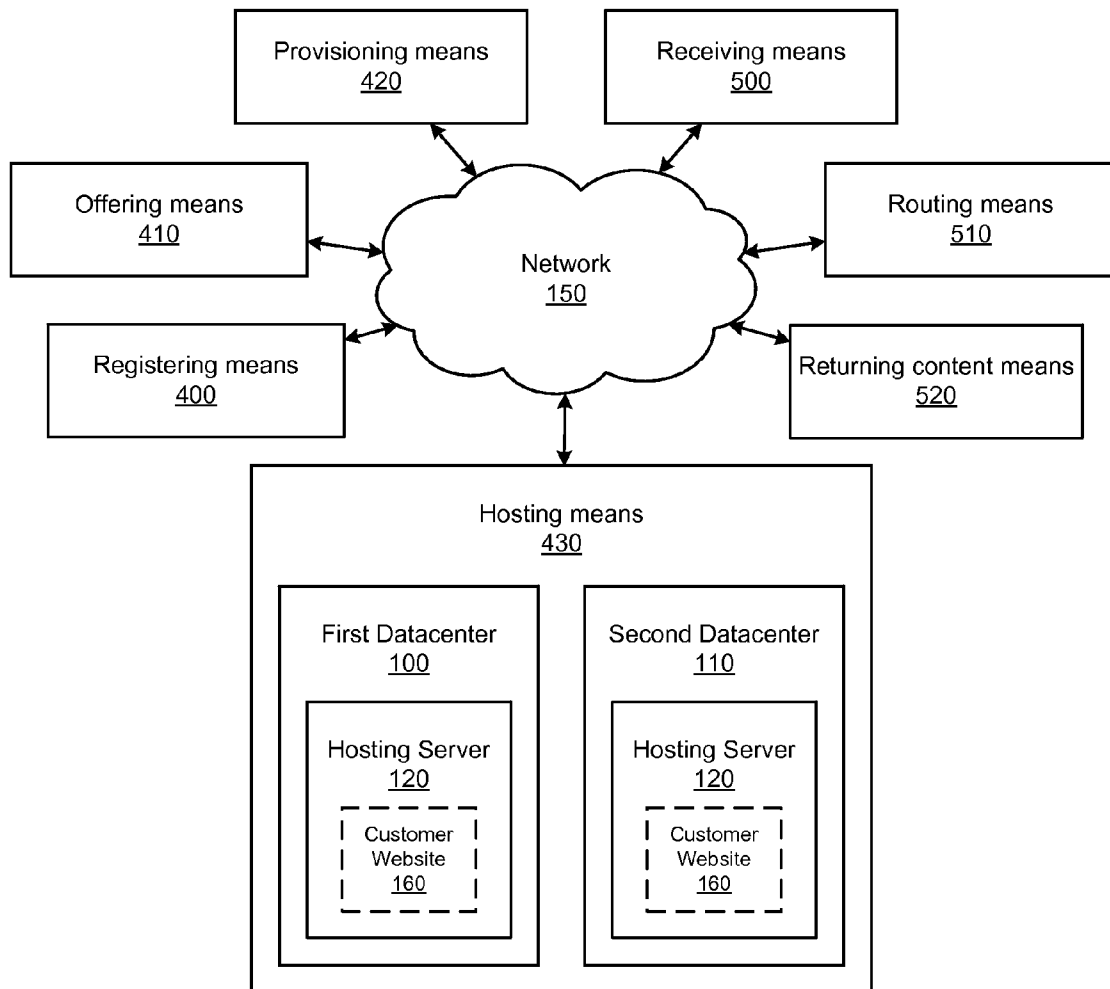 Provisioning means
420
Receiving means
500
Offering means
410
Routing means
510
Network
150
Registering means
400
Returning content means
520
Hosting means
430
First Datacenter
100
Second Datacenter
110
Hosting Server
120
Hosting Server
120
Customer
Website
160
Customer
Website
160